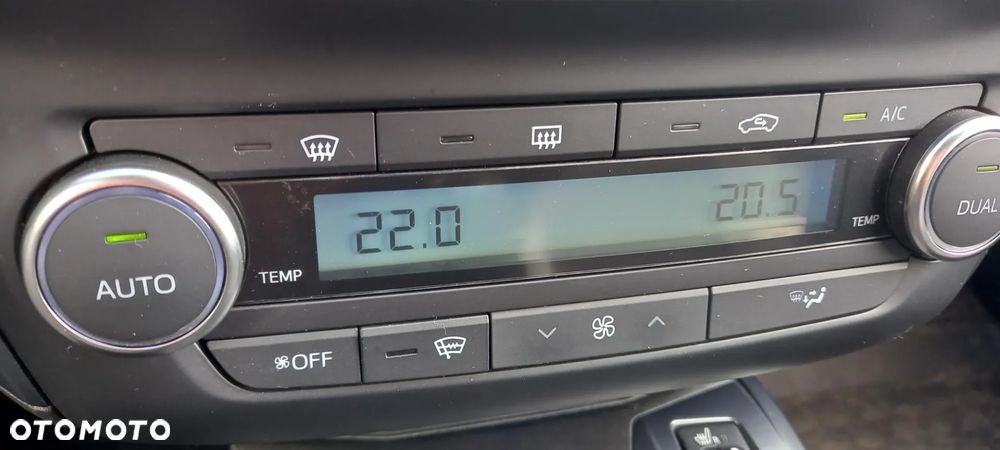 A/C
22.0 20.5
AUTO
DUAL
TEMP
TEMP
OFF
R
OTOMOTO